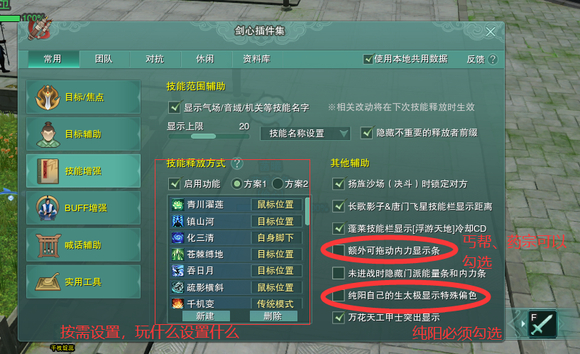 100%
剑心插件集
常用 团队 对抗 休闲 资料库 使用本地共用数据 反馈 ?
目标/焦点
目标辅助
技能增强
BUFF增强
喊话辅助
实用工具
技能范围辅助
显示气场/音域/机关等技能名字 ※相关改动将在下次技能释放时生效
显示上限 20 技能名称设置 隐藏不重要的释放者前缀
技能释放方式 ?
启用功能 方案1 方案2
青川濯莲 鼠标位置
镇山河 目标位置
化三清 自身脚下
苍棘缚地 目标位置
吞日月 目标位置
疏影横斜 鼠标位置
千机变 传统模式
新建 删除
其他辅助
扬旗沙场（决斗）时锁定对方
长歌影子&唐门飞星技能栏显示距离
蓬莱技能栏显示[浮游天地]冷却CD
额外可拖动内力显示条
未进战时隐藏门派能量条和内力条
纯阳自己的生太极显示特殊偏色
万花天工甲士突出显示
丐帮、易宗可以
勾选
按需设置，玩什么设置什么
纯阳必须勾选
F